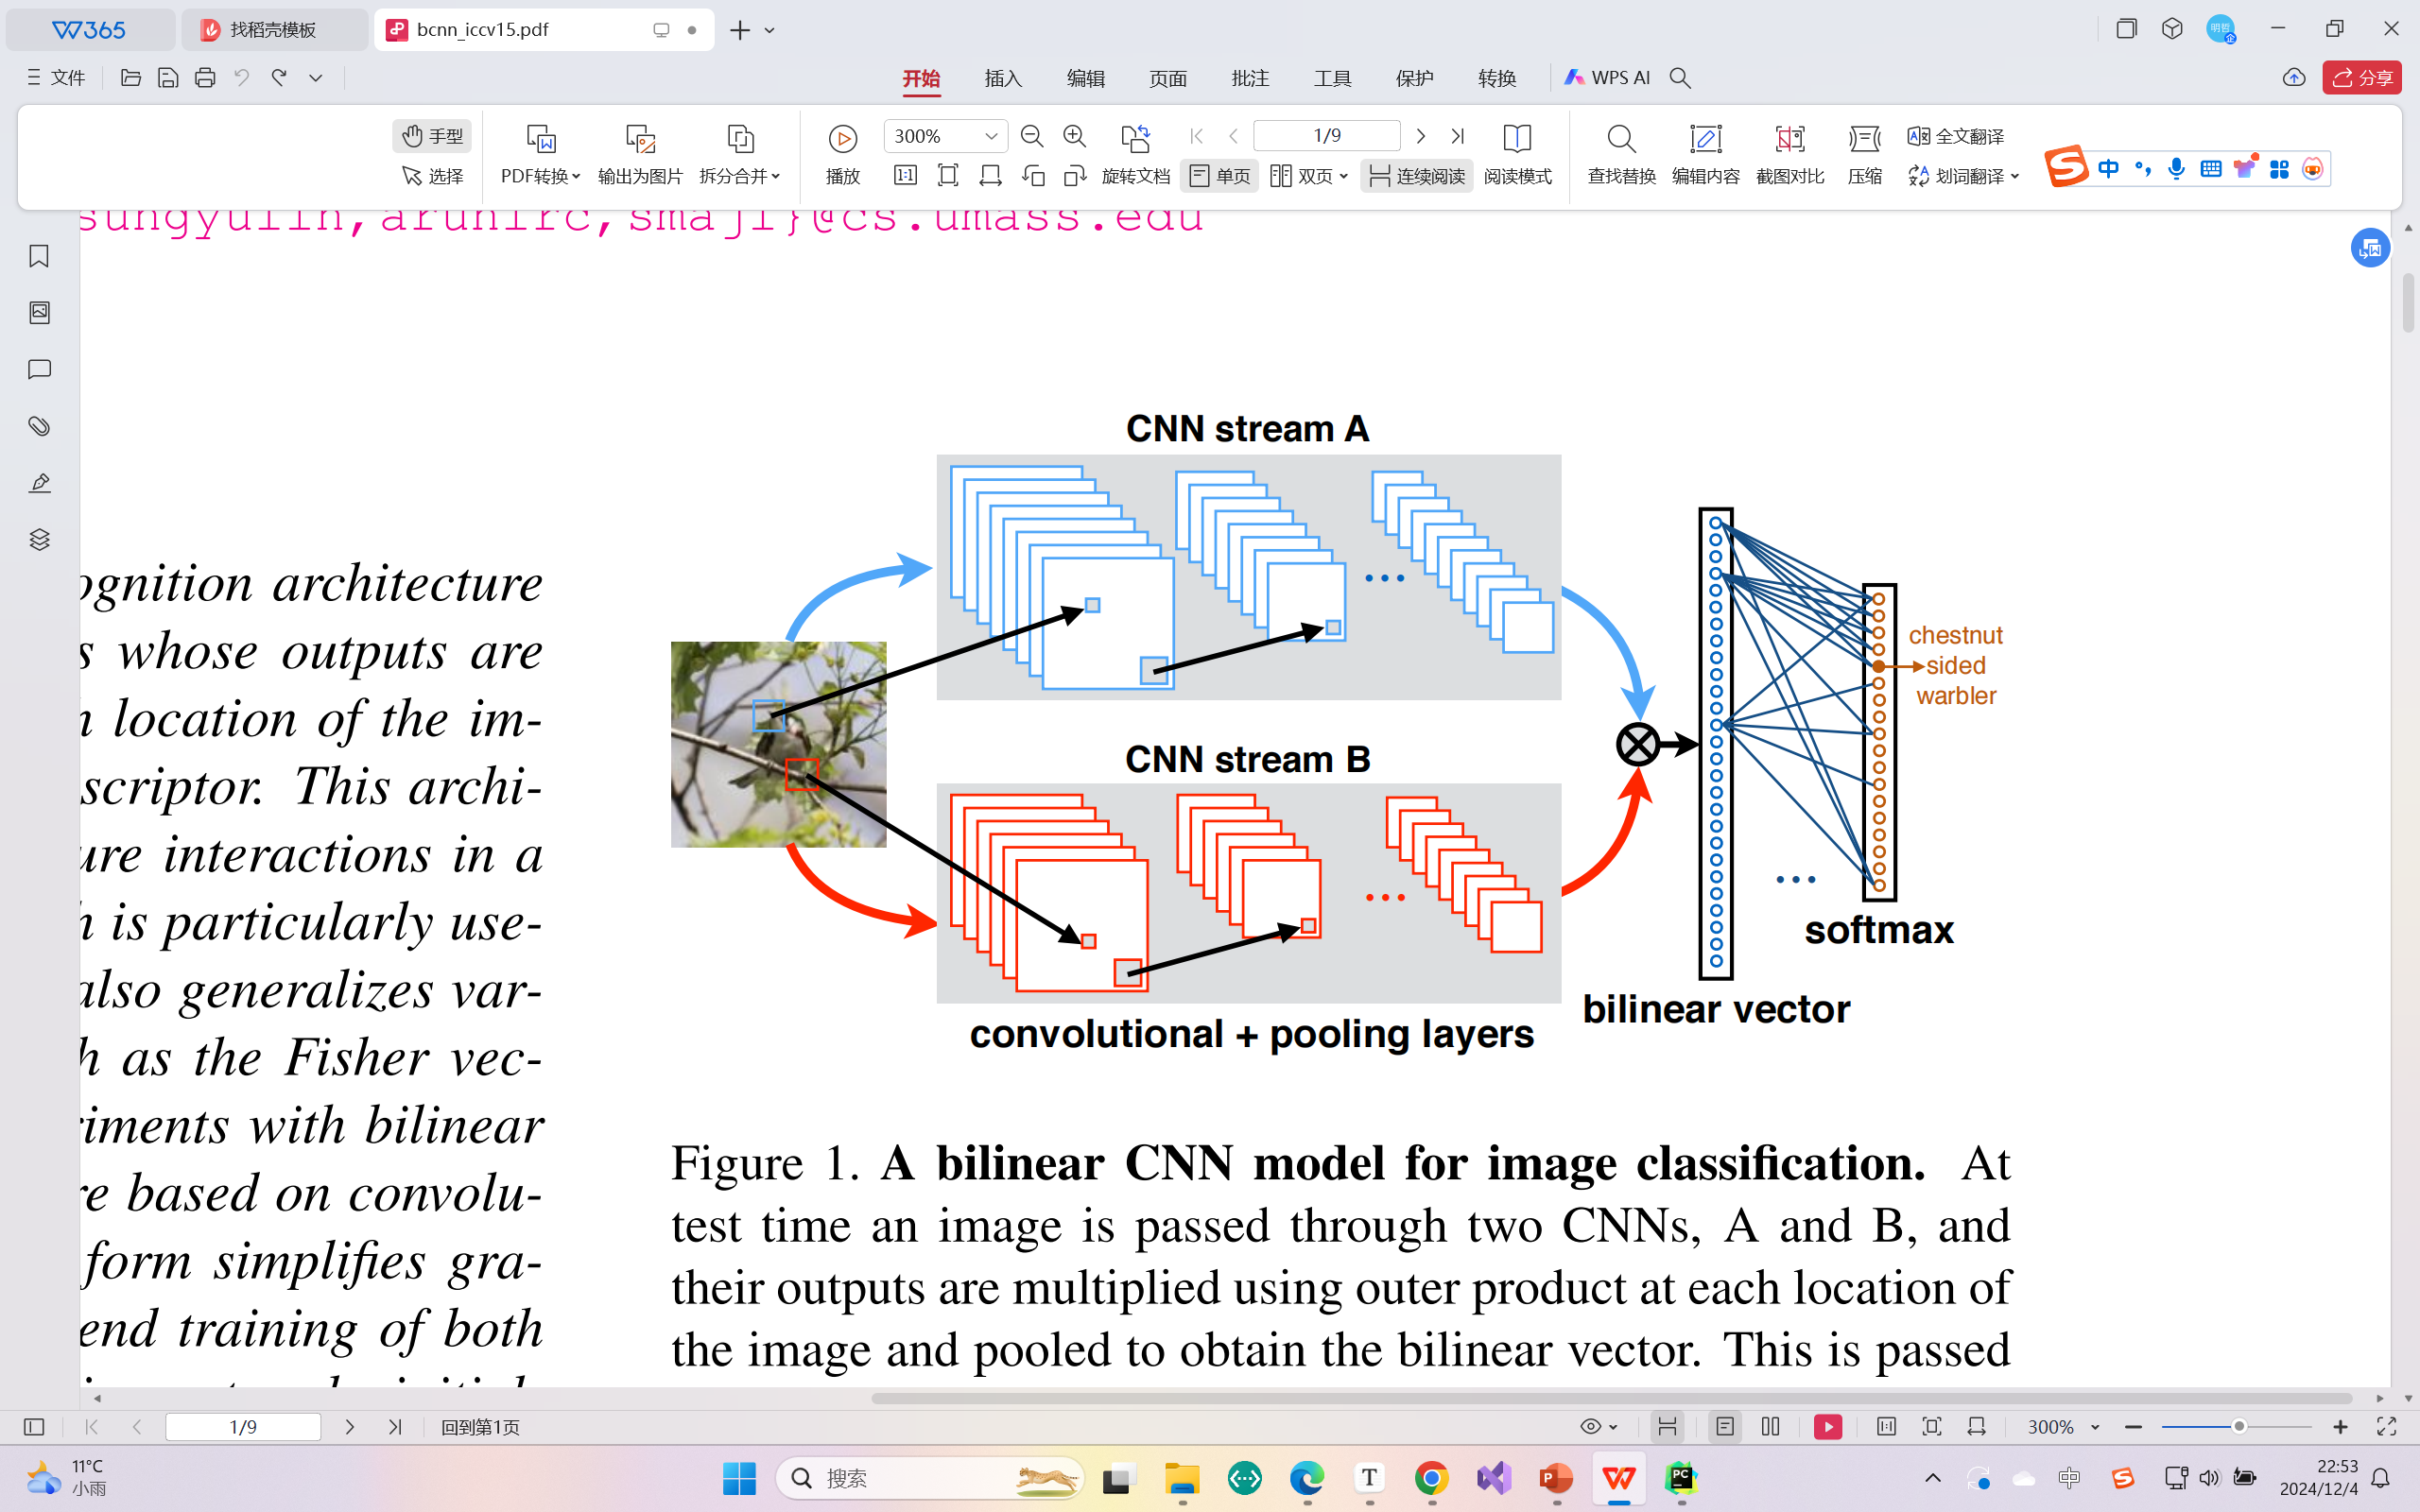 W365
找稻壳模板
bcnn_iccv15.pdf
文件
开始
插入
编辑
页面
批注
工具
保护
转换
WPS AI
分享
手型
选择
PDF转换
输出为图片
拆分合并
播放
300%
旋转文档
1/9
单页
双页
连续阅读
阅读模式
查找替换
编辑内容
截图对比
压缩
全文翻译
划词翻译
中
sungyulin,arunirc,smaji}@cs.umass.edu
ognition architecture
s whose outputs are
location of the im-
scriptor. This archi-
ure interactions in a
h is particularly use-
also generalizes var-
h as the Fisher vec-
riments with bilinear
re based on convolu-
form simplifies gra-
end training of both
CNN stream A
CNN stream B
convolutional + pooling layers
bilinear vector
softmax
chestnut
sided
warbler
Figure 1. A bilinear CNN model for image classification. At
test time an image is passed through two CNNs, A and B, and
their outputs are multiplied using outer product at each location of
the image and pooled to obtain the bilinear vector. This is passed
1/9
回到第1页
300%
11°C
小雨
搜索
中
22:53
2024/12/4